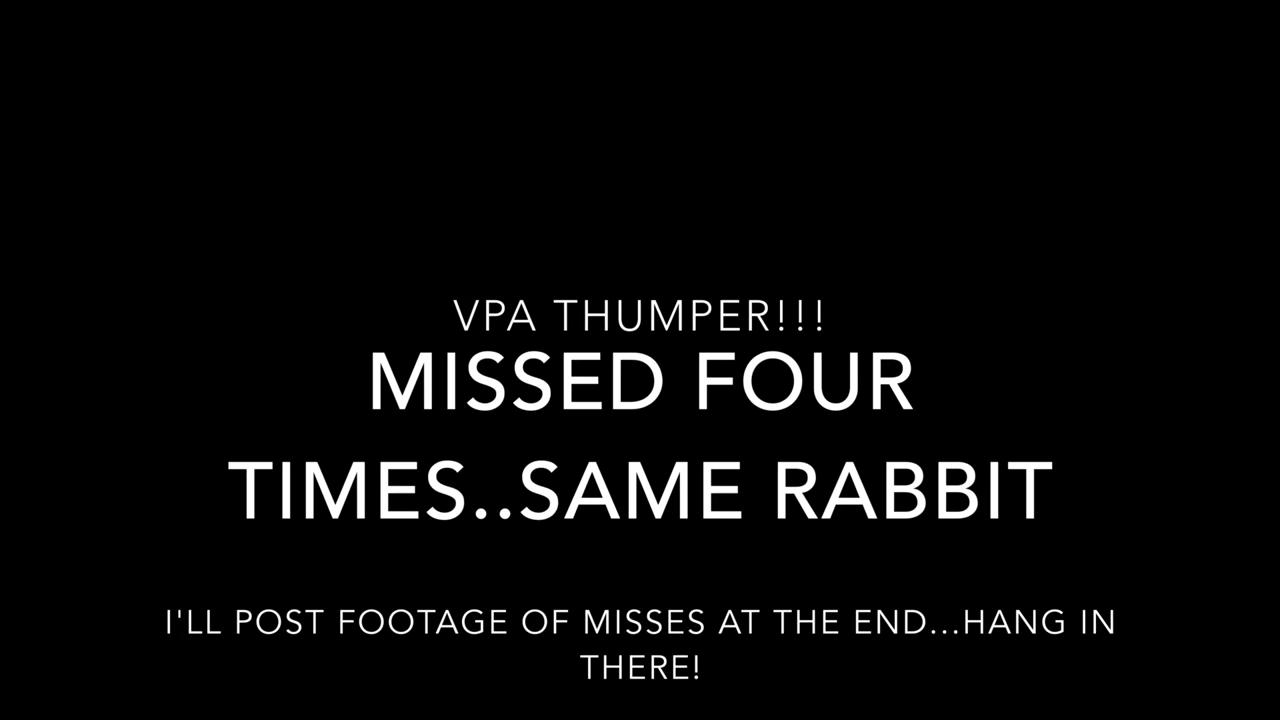 VPA THUMPER!!!
MISSED FOUR
TIMES..SAME RABBIT
I'LL POST FOOTAGE OF MISSES AT THE END...HANG IN
THERE!